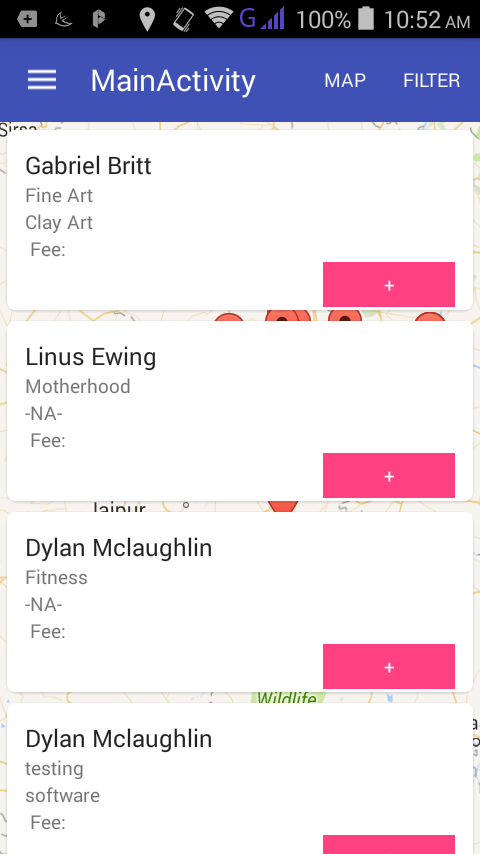 G 100% 10:52 AM
MainActivity MAP FILTER
Sirsa
Gabriel Britt
Fine Art
Clay Art
Fee:
+
Linus Ewing
Motherhood
-NA-
Fee:
+
Jaipur
Dylan Mclaughlin
Fitness
-NA-
Fee:
+
Wildlife
Dylan Mclaughlin
testing
software
Fee:
+